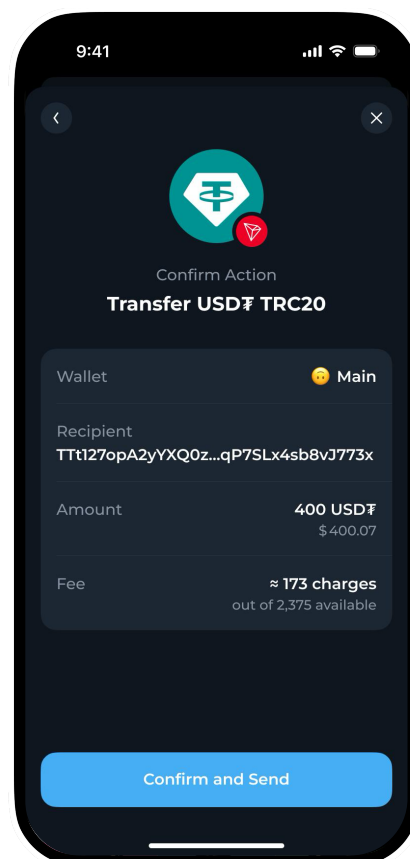 9:41
Confirm Action
Transfer USD₮ TRC20
Wallet
🙃 Main
Recipient
TTt127opA2yYXQ0z...qP7SLx4sb8vJ773x
Amount
400 USD₮
$400.07
Fee
≈ 173 charges
out of 2,375 available
Confirm and Send